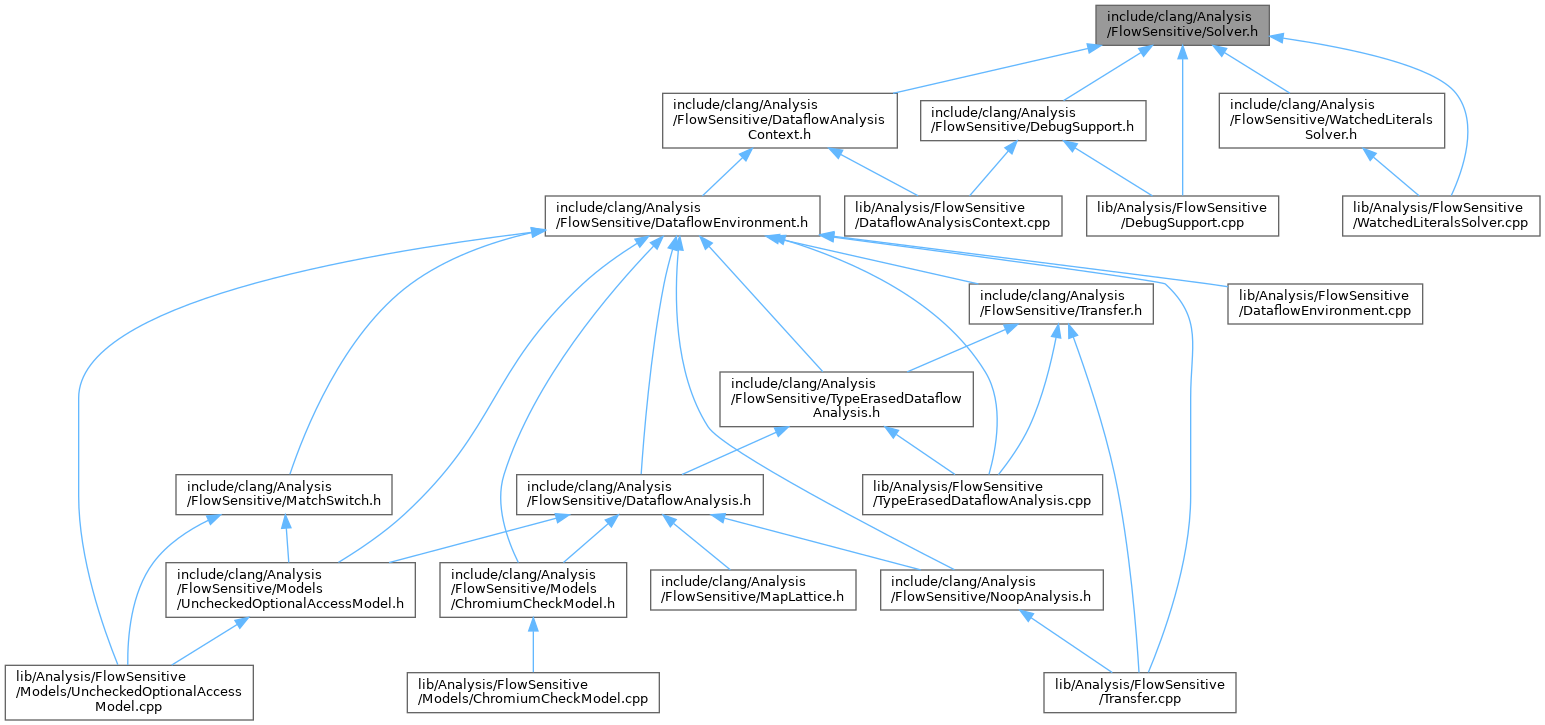 include/clang/Analysis
/FlowSensitive/Solver.h
include/clang/Analysis
/FlowSensitive/DataflowAnalysis
Context.h
include/clang/Analysis
/FlowSensitive/DebugSupport.h
include/clang/Analysis
/FlowSensitive/WatchedLiterals
Solver.h
include/clang/Analysis
/FlowSensitive/DataflowEnvironment.h
lib/Analysis/FlowSensitive
/DataflowAnalysisContext.cpp
lib/Analysis/FlowSensitive
/DebugSupport.cpp
lib/Analysis/FlowSensitive
/WatchedLiteralsSolver.cpp
include/clang/Analysis
/FlowSensitive/Transfer.h
lib/Analysis/FlowSensitive
/DataflowEnvironment.cpp
include/clang/Analysis
/FlowSensitive/TypeErasedDataflow
Analysis.h
include/clang/Analysis
/FlowSensitive/MatchSwitch.h
include/clang/Analysis
/FlowSensitive/DataflowAnalysis.h
lib/Analysis/FlowSensitive
/TypeErasedDataflowAnalysis.cpp
include/clang/Analysis
/FlowSensitive/Models
/UncheckedOptionalAccessModel.h
include/clang/Analysis
/FlowSensitive/Models
/ChromiumCheckModel.h
include/clang/Analysis
/FlowSensitive/MapLattice.h
include/clang/Analysis
/FlowSensitive/NoopAnalysis.h
lib/Analysis/FlowSensitive
/Models/UncheckedOptionalAccess
Model.cpp
lib/Analysis/FlowSensitive
/Models/ChromiumCheckModel.cpp
lib/Analysis/FlowSensitive
/Transfer.cpp